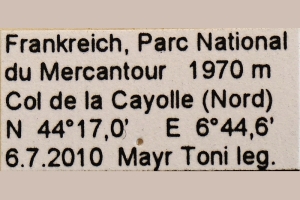 Frankreich, Parc National
du Mercantour 1970 m
Col de la Cayolle (Nord)
N 44°17,0' E 6°44,6'
6.7.2010 Mayr Toni leg.